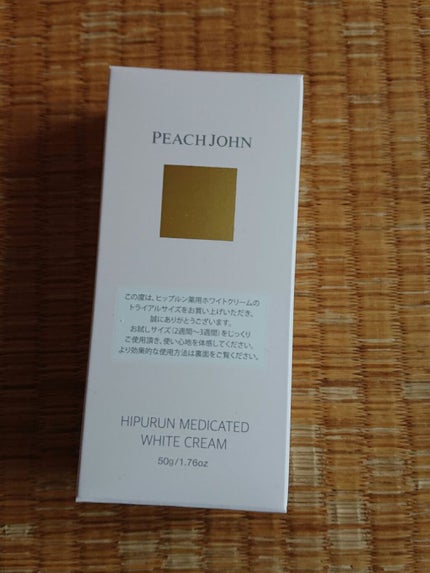 PEACH JOHN
この度は、ヒップルン薬用ホワイトクリームの
トライアルサイズをお買い上げいただき、
誠にありがとうございます。
お試しサイズ(2週間〜3週間)をじっくり
ご使用頂き、使い心地を体感してください。
より効果的な使用方法は裏面をご覧ください。
HIPURUN MEDICATED
WHITE CREAM
50g/1.76oz